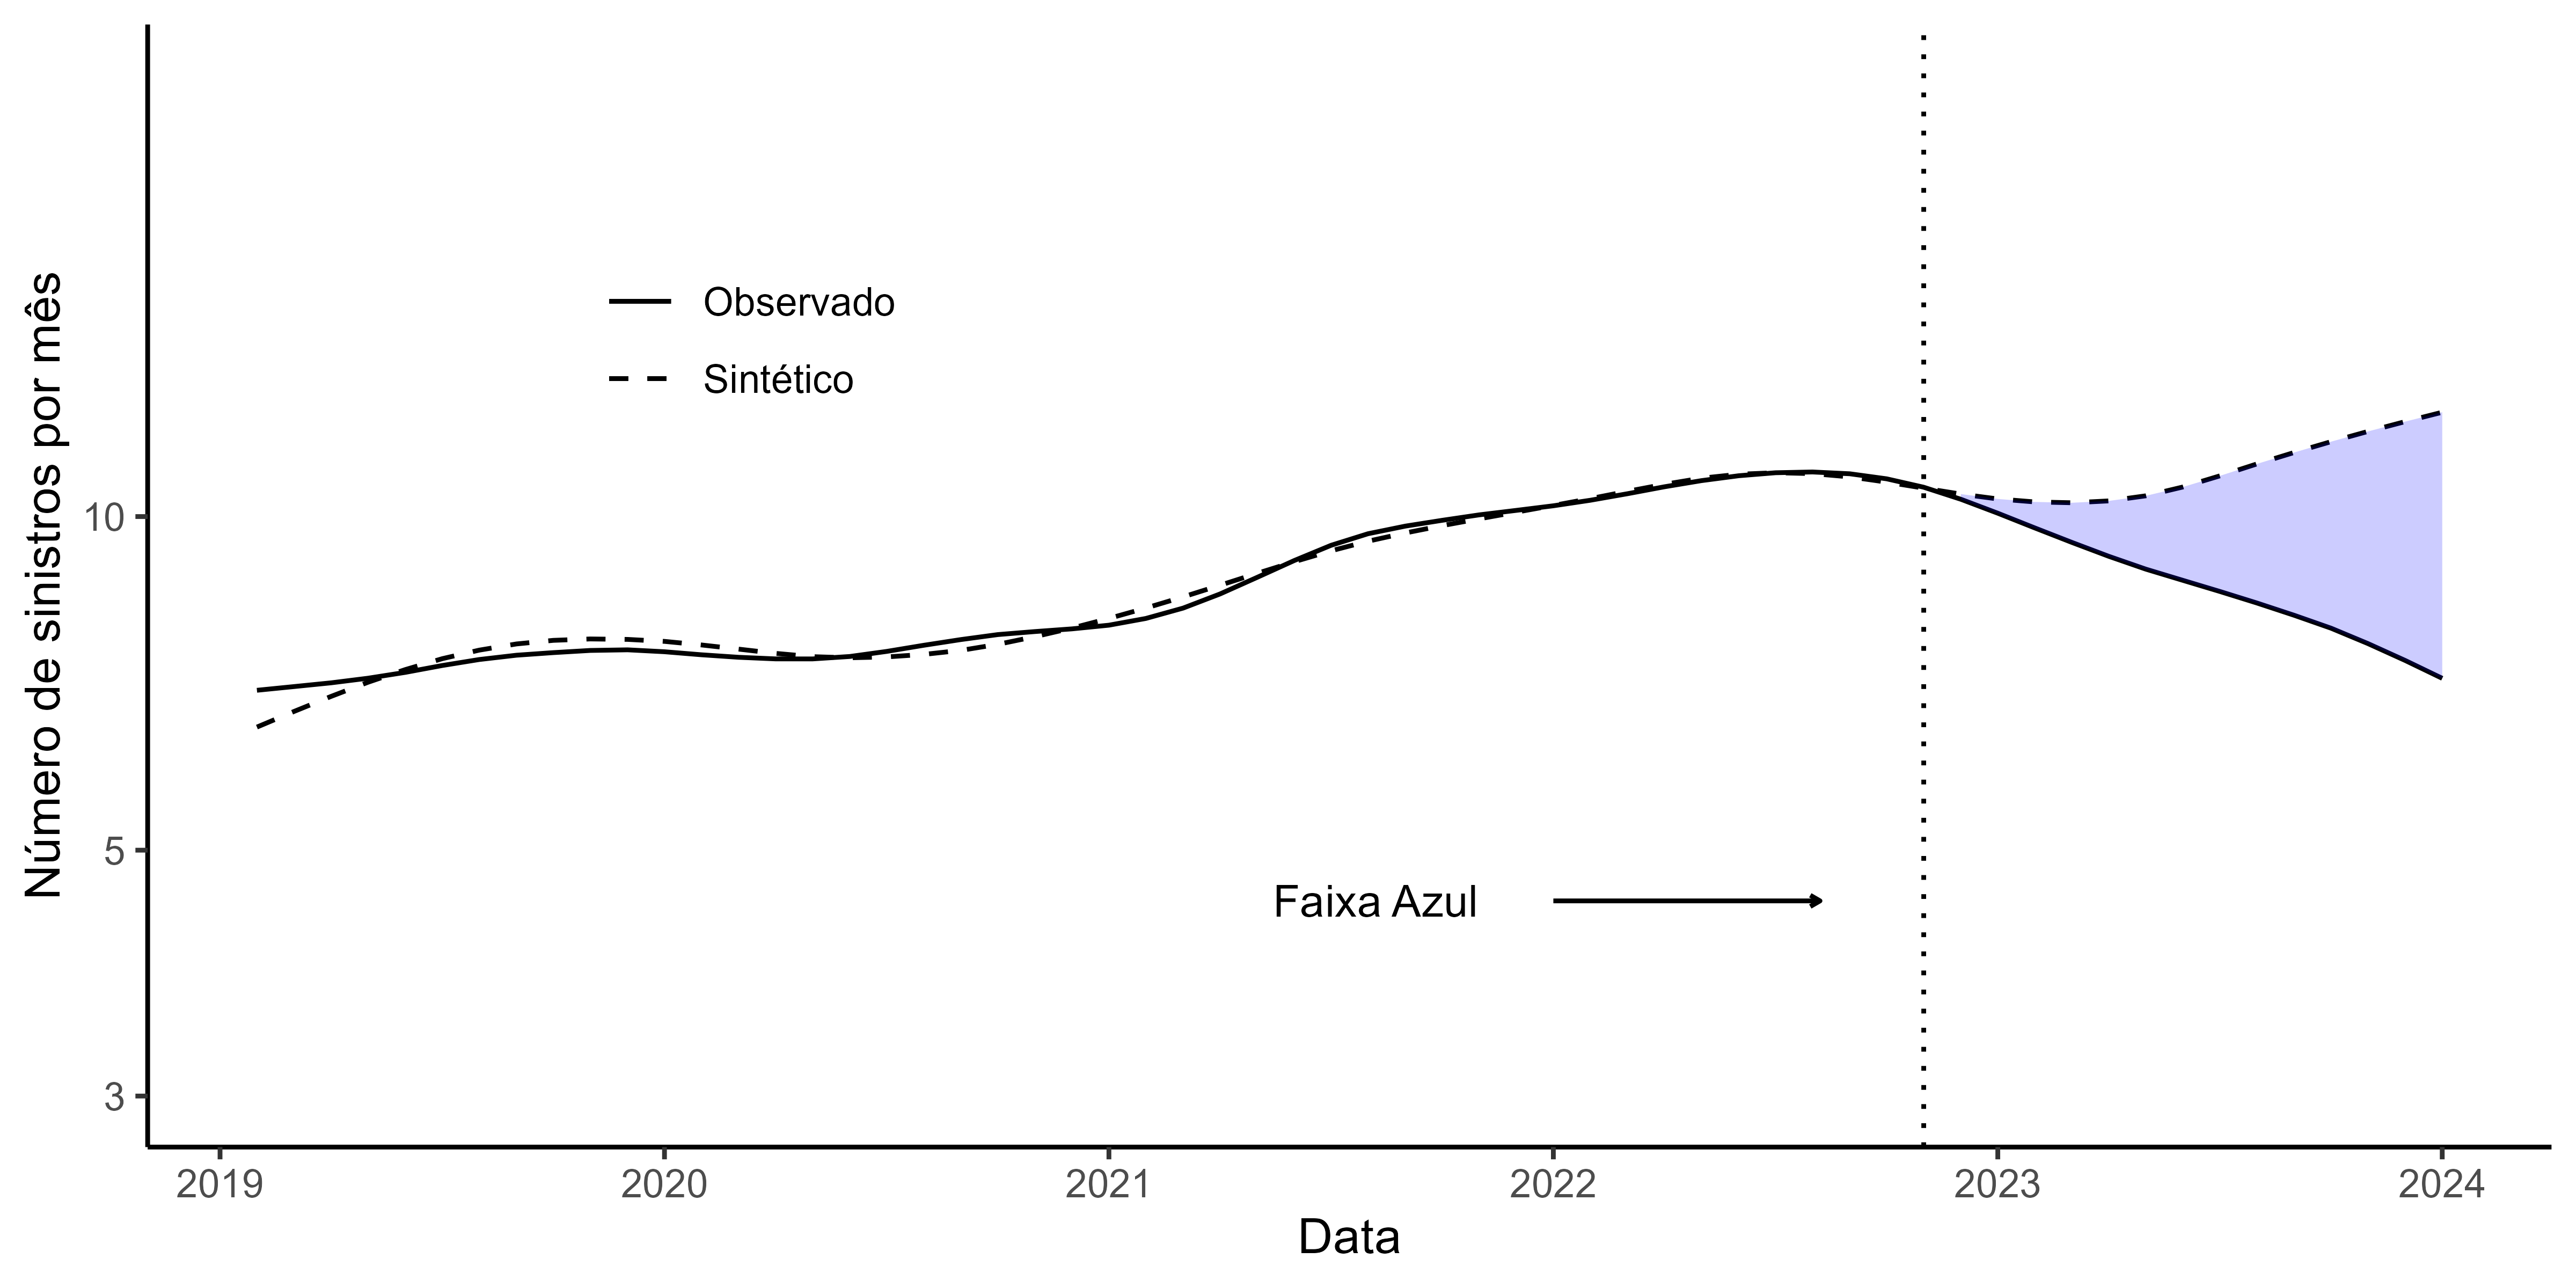 Número de sinistros por mês
10
5
3
Observado
Sintético
Faixa Azul
2019
2020
2021
2022
2023
2024
Data